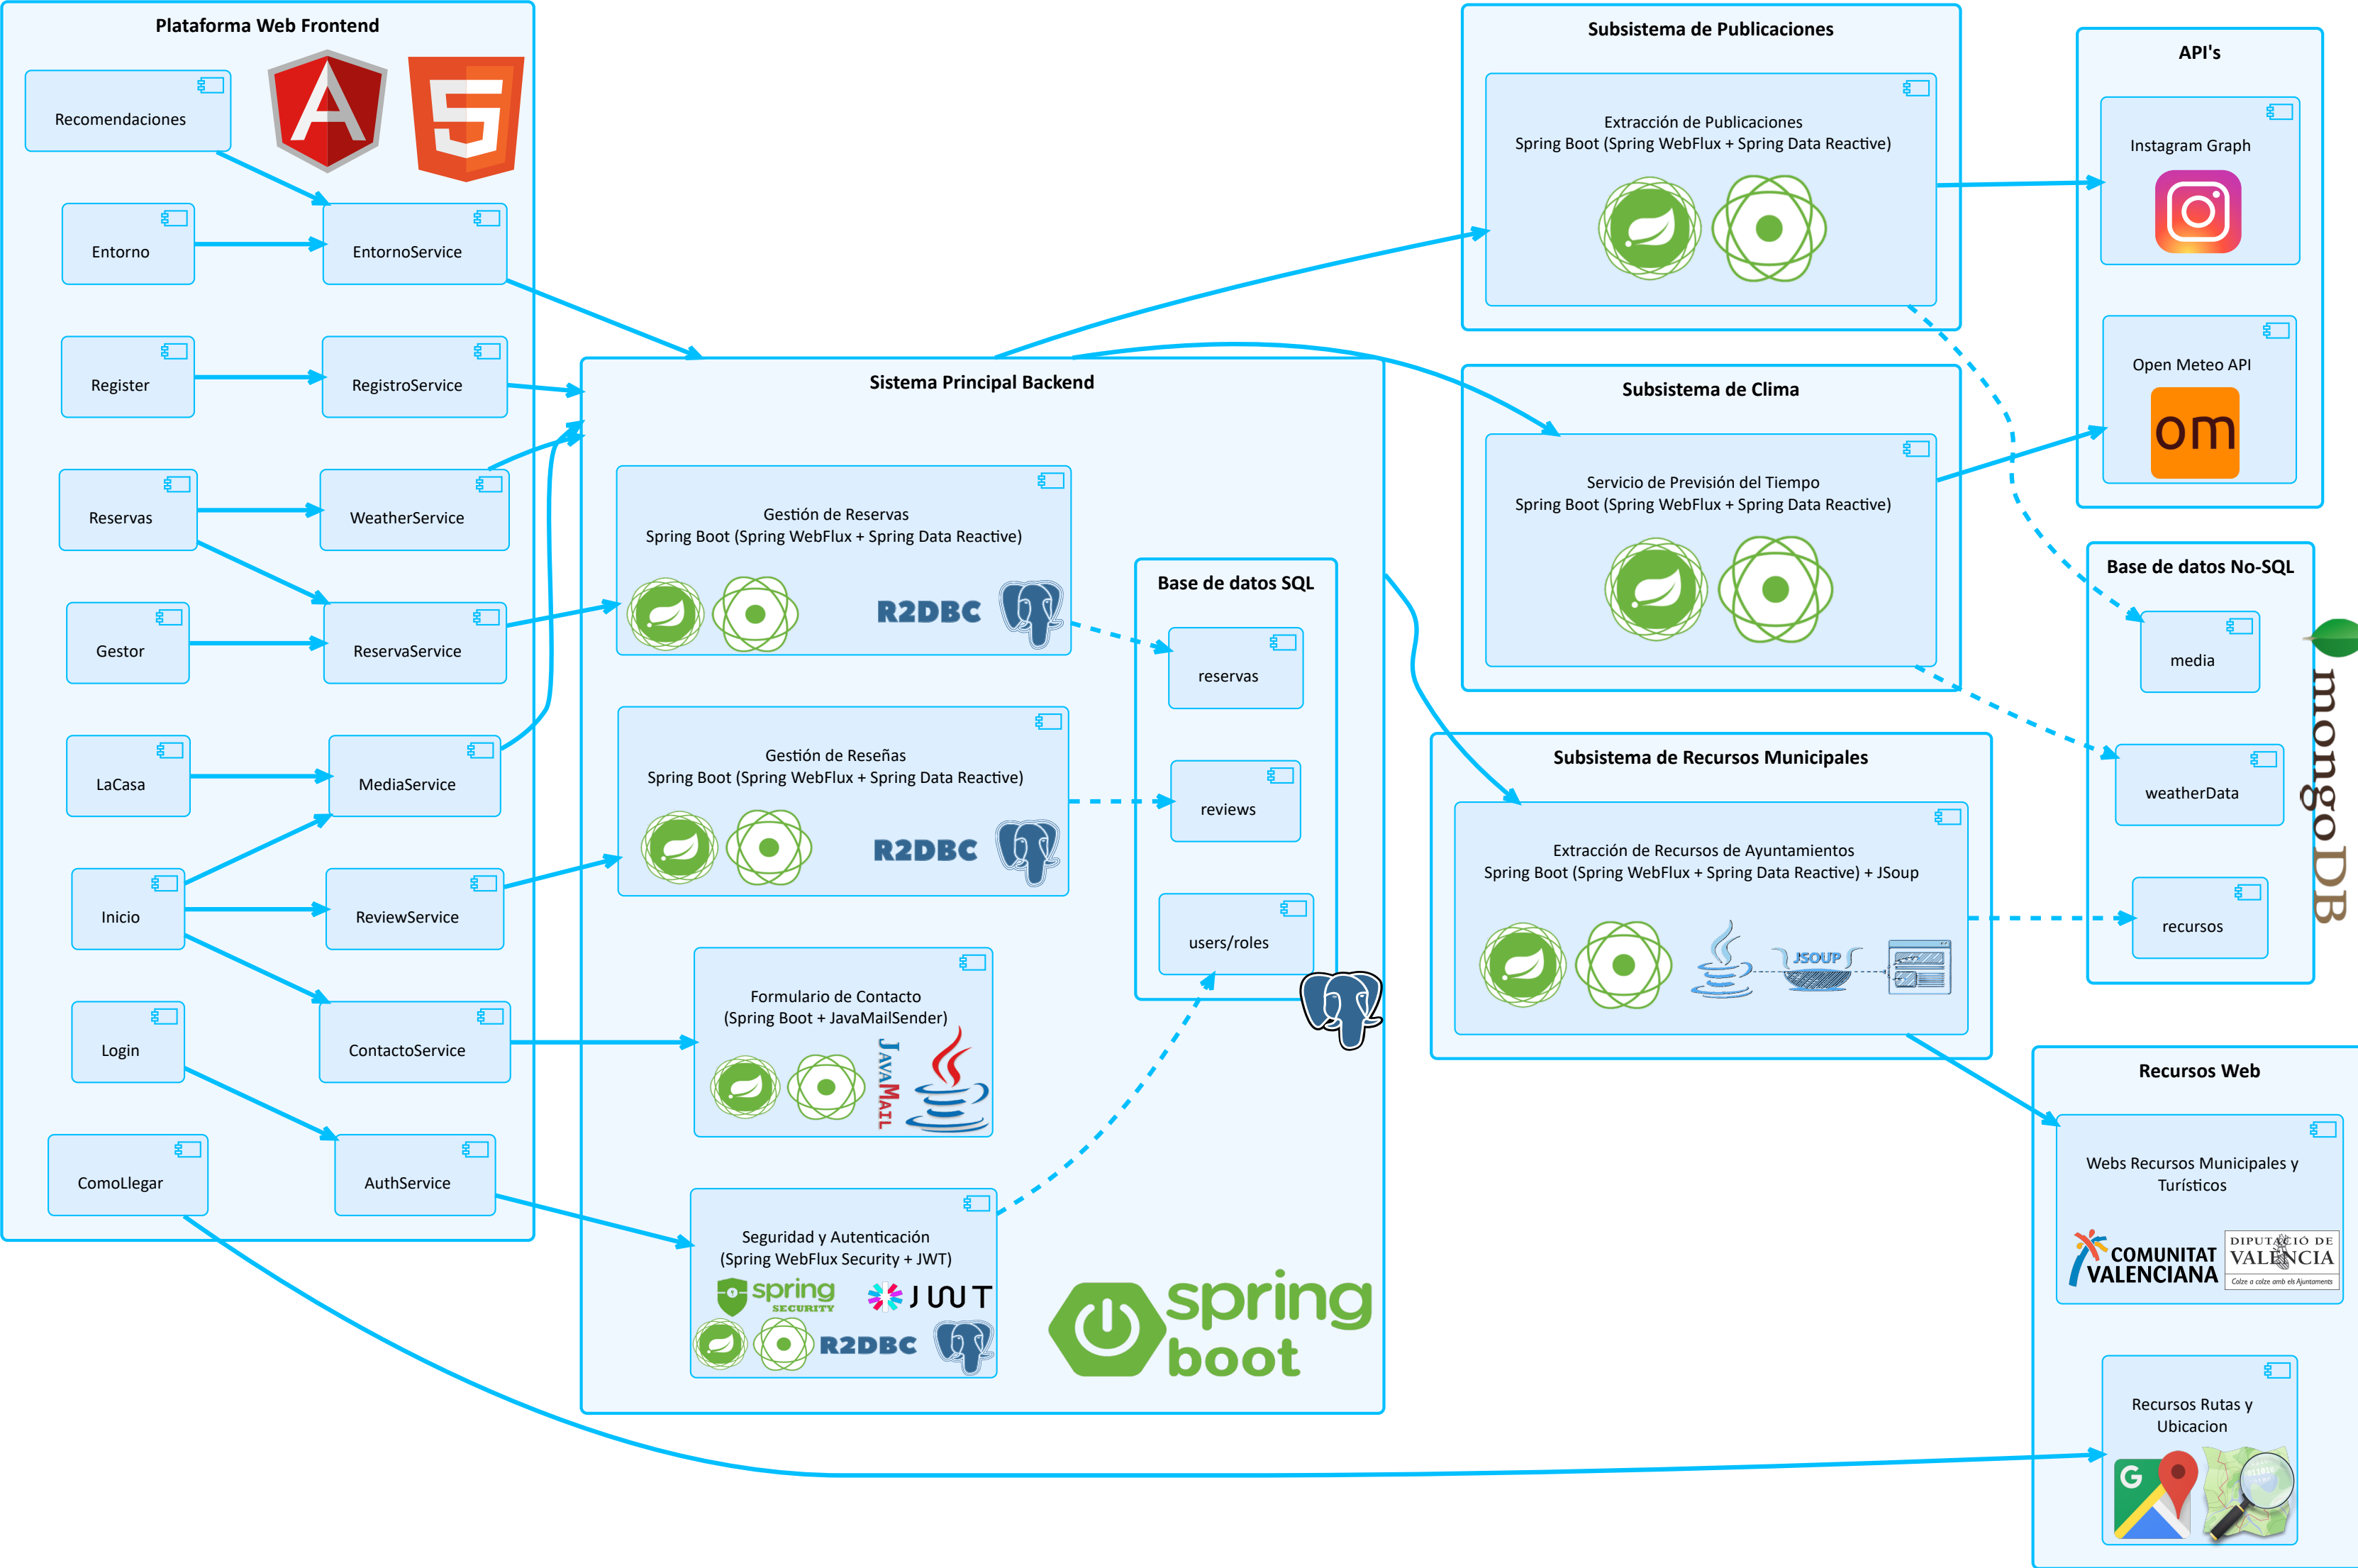 Plataforma Web Frontend
Recomendaciones
Entorno
EntornoService
Register
RegistroService
Reservas
WeatherService
Gestor
ReservaService
LaCasa
MediaService
Inicio
ReviewService
Login
ContactoService
ComoLlegar
AuthService
Sistema Principal Backend
Gestión de Reservas
Spring Boot (Spring WebFlux + Spring Data Reactive)
R2DBC
Gestión de Reseñas
Spring Boot (Spring WebFlux + Spring Data Reactive)
R2DBC
Formulario de Contacto
(Spring Boot + JavaMailSender)
JAVAMAIL
Seguridad y Autenticación
(Spring WebFlux Security + JWT)
spring
SECURITY
JWT
R2DBC
Base de datos SQL
reservas
reviews
users/roles
spring
boot
Subsistema de Publicaciones
Extracción de Publicaciones
Spring Boot (Spring WebFlux + Spring Data Reactive)
Subsistema de Clima
Servicio de Previsión del Tiempo
Spring Boot (Spring WebFlux + Spring Data Reactive)
Subsistema de Recursos Municipales
Extracción de Recursos de Ayuntamientos
Spring Boot (Spring WebFlux + Spring Data Reactive) + JSoup
JSOUP
API's
Instagram Graph
Open Meteo API
om
Base de datos No-SQL
media
weatherData
recursos
mongoDB
Recursos Web
Webs Recursos Municipales y
Turísticos
COMUNITAT
VALENCIANA
DIPUTACIÓ DE
VALÈNCIA
Colze a colze amb els Ajuntaments
Recursos Rutas y
Ubicacion
G